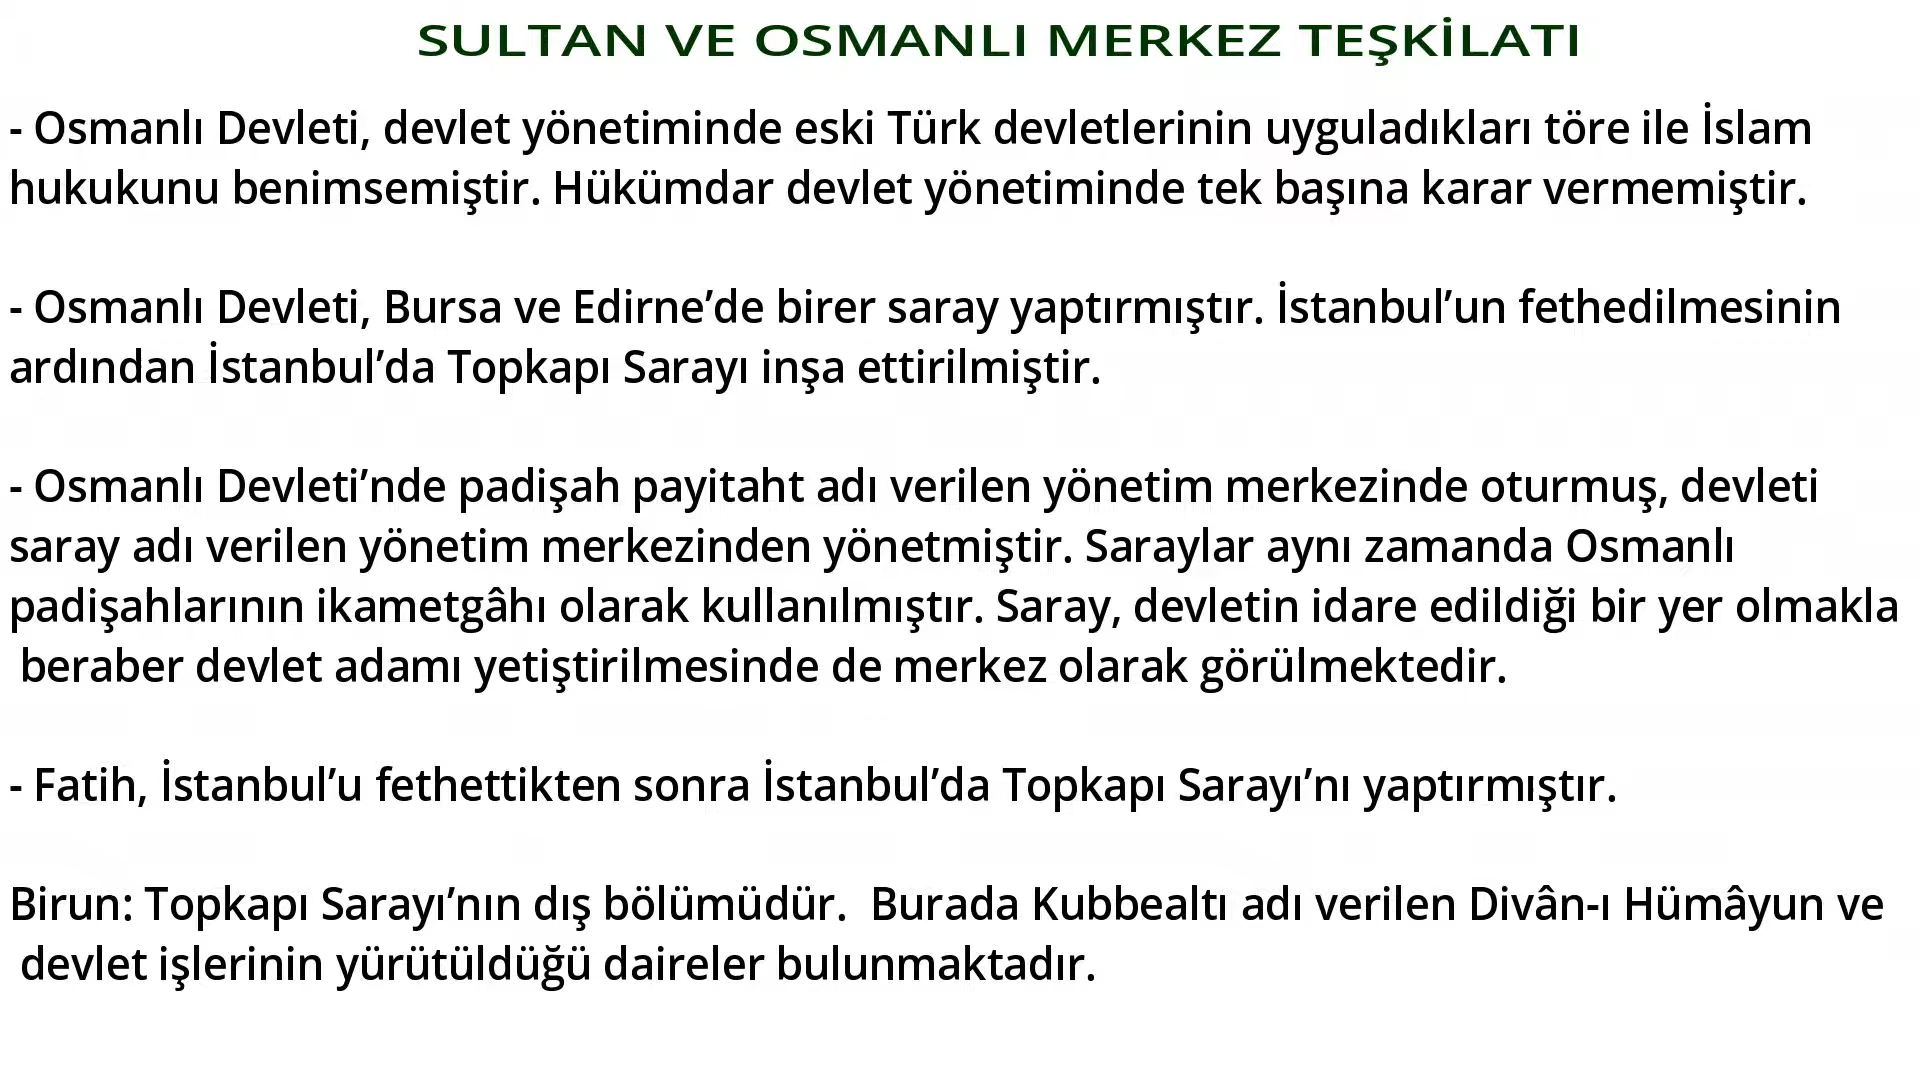 SULTAN VE OSMANLI MERKEZ TEŞKİLATI
- Osmanlı Devleti, devlet yönetiminde eski Türk devletlerinin uyguladıkları töre ile İslam
hukukunu benimsemiştir. Hükümdar devlet yönetiminde tek başına karar vermemiştir.
- Osmanlı Devleti, Bursa ve Edirne’de birer saray yaptırmıştır. İstanbul’un fethedilmesinin
ardından İstanbul’da Topkapı Sarayı inşa ettirilmiştir.
- Osmanlı Devleti’nde padişah payitaht adı verilen yönetim merkezinde oturmuş, devleti
saray adı verilen yönetim merkezinden yönetmiştir. Saraylar aynı zamanda Osmanlı
padişahlarının ikametgâhı olarak kullanılmıştır. Saray, devletin idare edildiği bir yer olmakla
beraber devlet adamı yetiştirilmesinde de merkez olarak görülmektedir.
- Fatih, İstanbul’u fethettikten sonra İstanbul’da Topkapı Sarayı’nı yaptırmıştır.
Birun: Topkapı Sarayı’nın dış bölümüdür. Burada Kubbealtı adı verilen Divân-ı Hümâyun ve
devlet işlerinin yürütüldüğü daireler bulunmaktadır.